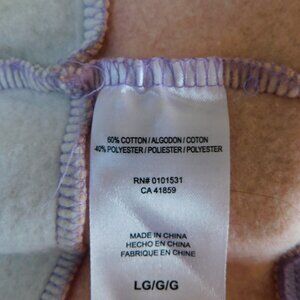 60% COTTON / ALGODON / COTON
40% POLYESTER / POLIESTER / POLYESTER
RN# 0101531
CA 41859
MADE IN CHINA
HECHO EN CHINA
FABRIQUE EN CHINE
LG/G/G